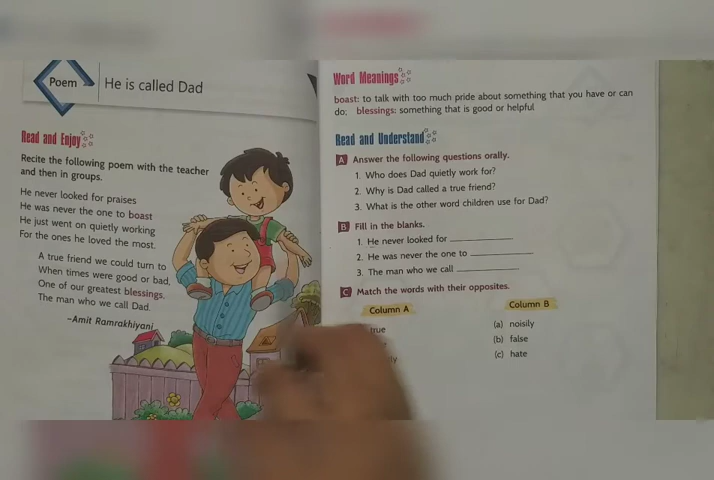 Poem
He is called Dad
Read and Enjoy
Recite the following poem with the teacher
and then in groups.
He never looked for praises
He was never the one to boast
He just went on quietly working
For the ones he loved the most.
A true friend we could turn to
When times were good or bad,
One of our greatest blessings,
The man who we call Dad.
–Amit Ramrakhiyani
Word Meanings
boast: to talk with too much pride about something that you have or can
do; blessings: something that is good or helpful
Read and Understand
A Answer the following questions orally.
1. Who does Dad quietly work for?
2. Why is Dad called a true friend?
3. What is the other word children use for Dad?
B Fill in the blanks.
1. He never looked for
2. He was never the one to
3. The man who we call
C Match the words with their opposites.
Column A Column B
true (a) noisily
(b) false
(c) hate